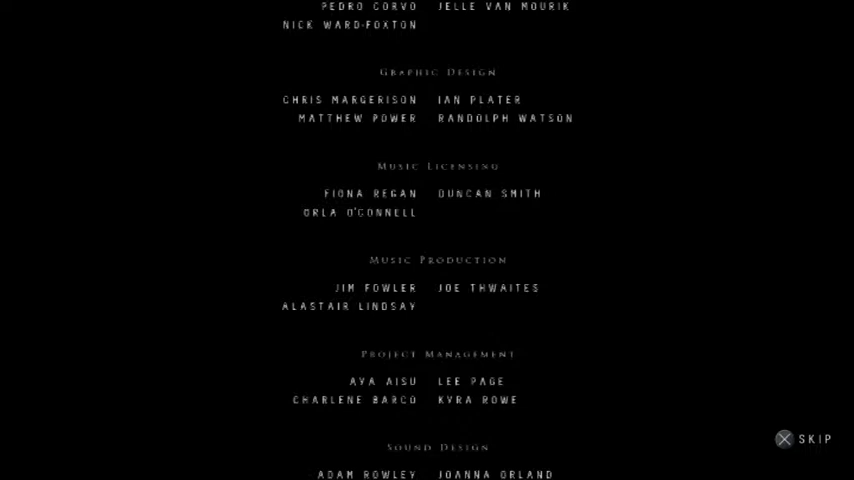 PEDRO CORVO JELLE VAN MOURIK
NICK WARD-FOXTON
GRAPHIC DESIGN
CHRIS MARGERISON IAN PLATER
MATTHEW POWER RANDOLPH WATSON
MUSIC LICENSING
FIONA REGAN DUNCAN SMITH
ORLA O'CONNELL
MUSIC PRODUCTION
JIM FOWLER JOE THWAITES
ALASTAIR LINDSAY
PROJECT MANAGEMENT
AYA AISU LEE PAGE
CHARLENE BARCO KYRA ROWE
SOUND DESIGN
ADAM ROWLEY JOANNA ORLAND
SKIP